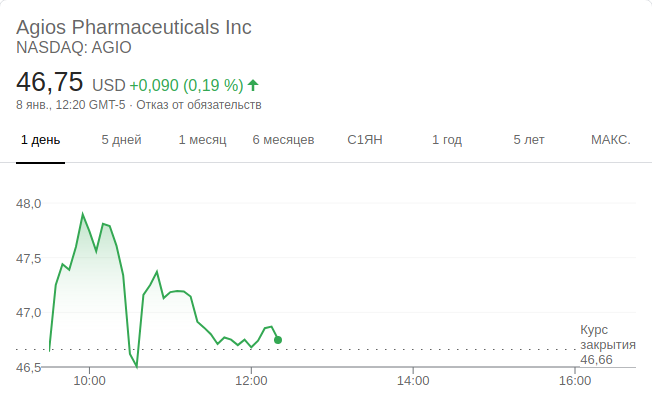 Agios Pharmaceuticals Inc
NASDAQ: AGIO
46,75 USD +0,090 (0,19 %)
8 янв., 12:20 GMT-5 · Отказ от обязательств
1 день 5 дней 1 месяц 6 месяцев С1ЯН 1 год 5 лет МАКС.
48,0
47,5
47,0
Курс
закрытия
46,66
46,5
10:00 12:00 14:00 16:00